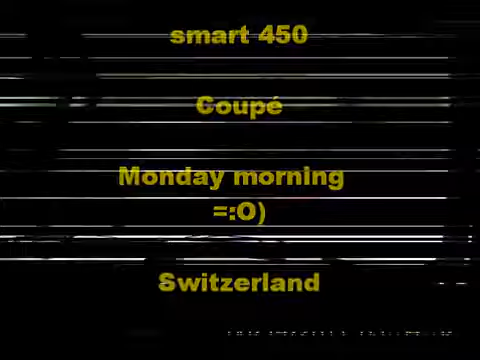 smart 450
Coupé
Monday morning
=:O)
Switzerland